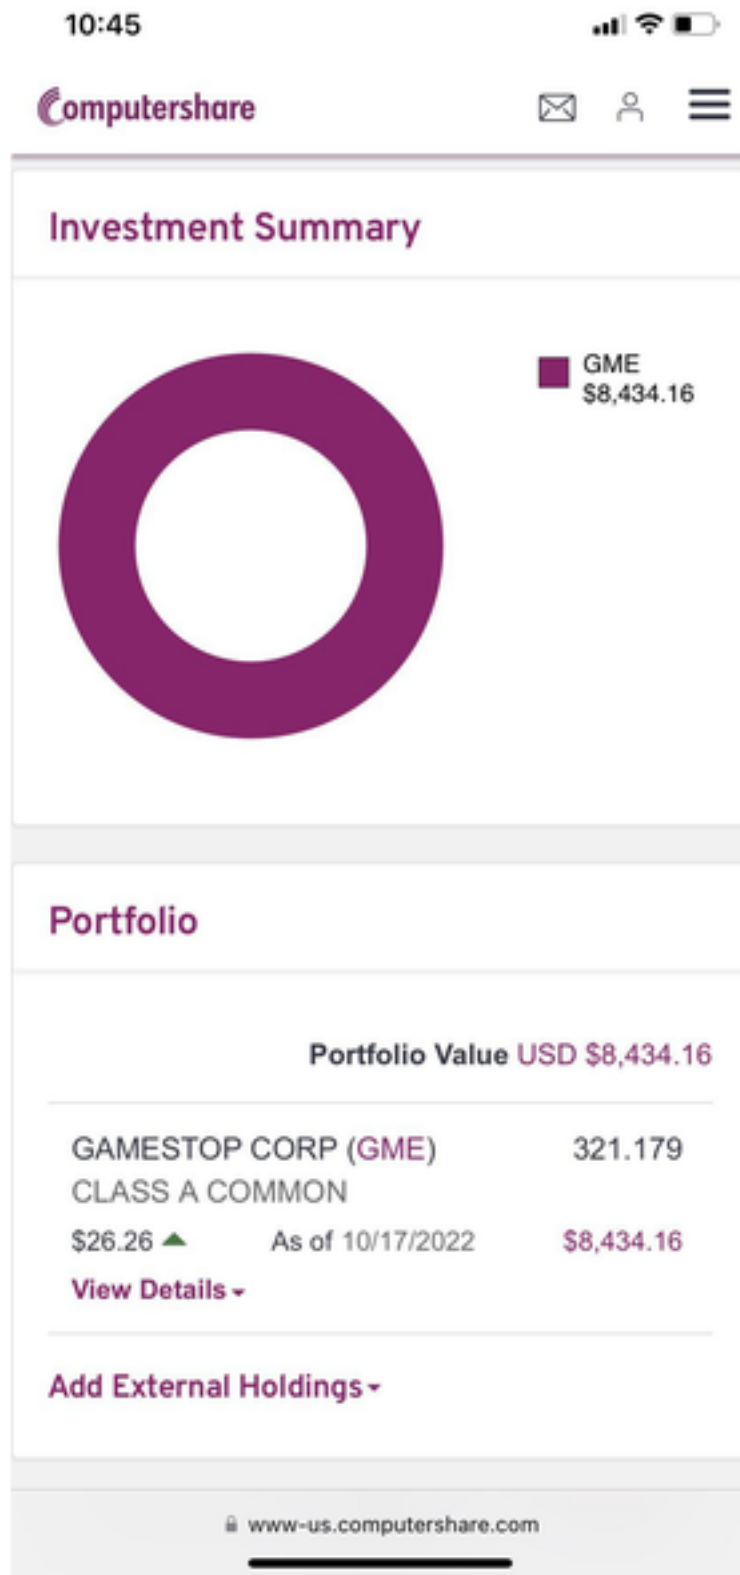 10:45
Computershare
Investment Summary
GME
$8,434.16
Portfolio
Portfolio Value USD $8,434.16
GAMESTOP CORP (GME) 321.179
CLASS A COMMON
$26.26 As of 10/17/2022 $8,434.16
View Details
Add External Holdings
www-us.computershare.com